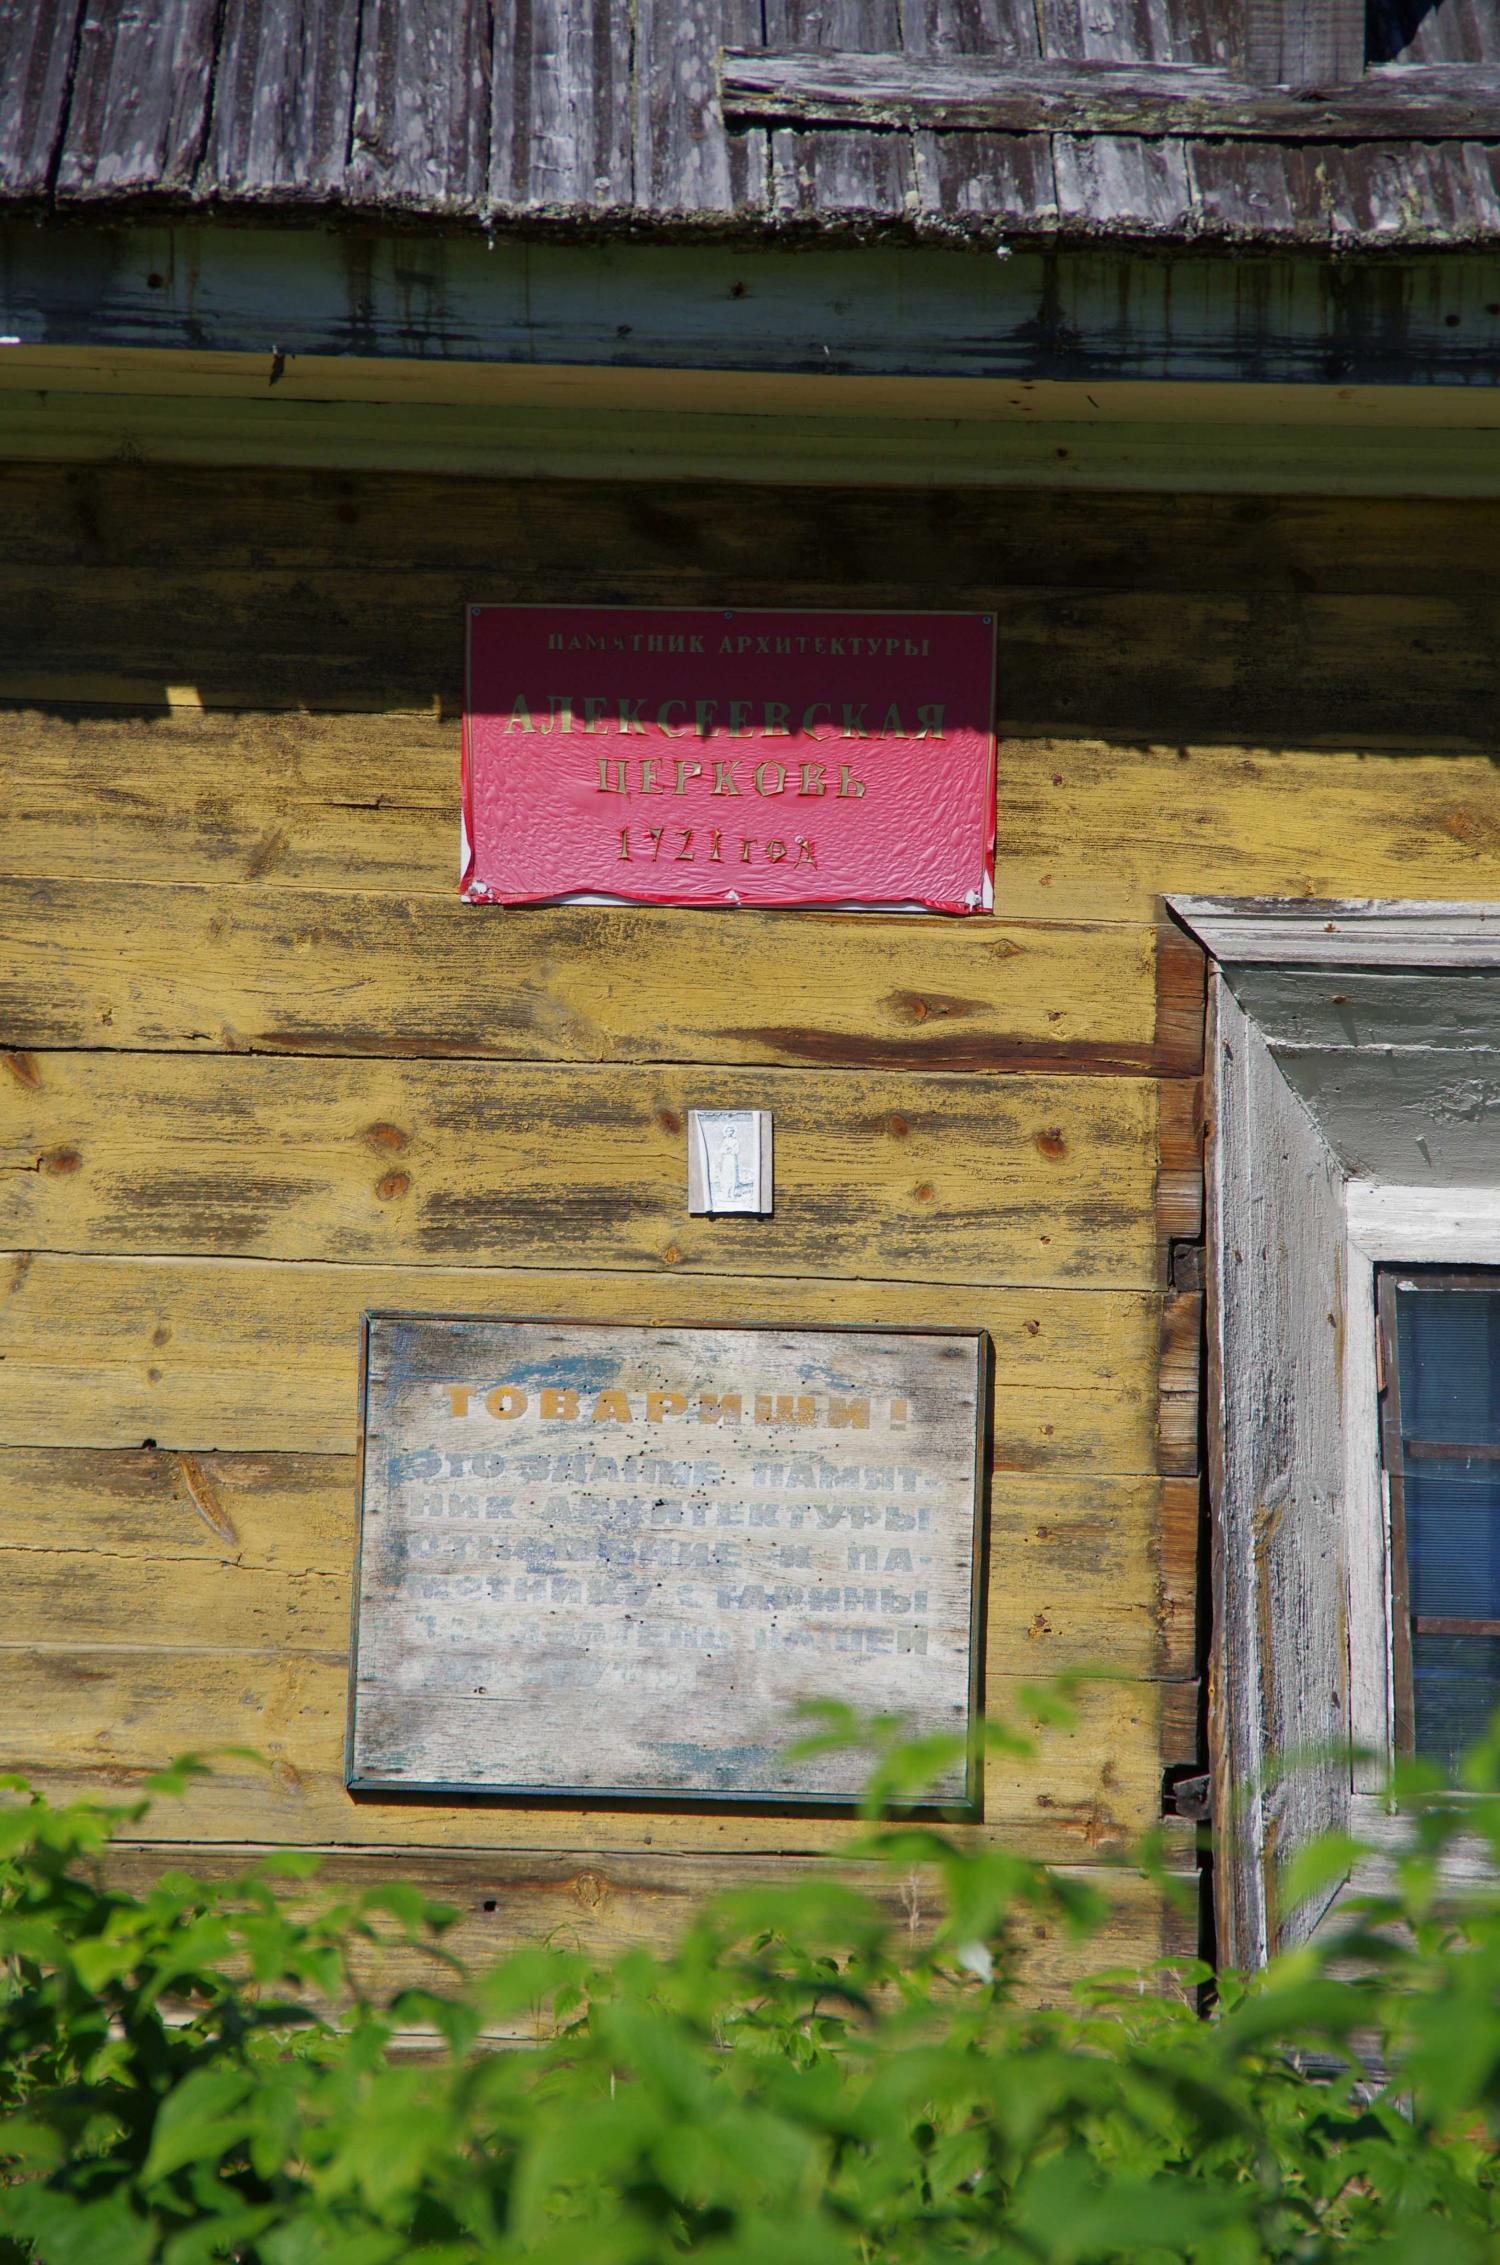 ПАМЯТНИК АРХИТЕКТУРЫ
АЛЕКСЕЕВСКАЯ
ЦЕРКОВЬ
1721 год
ТОВАРИЩИ!
ЭТО ЗДАНИЕ ПАМЯТ-
НИК АРХИТЕКТУРЫ
ОТНОШЕНИЕ К ПА-
МЯТНИКУ СТАРИНЫ
НАШЕЙ